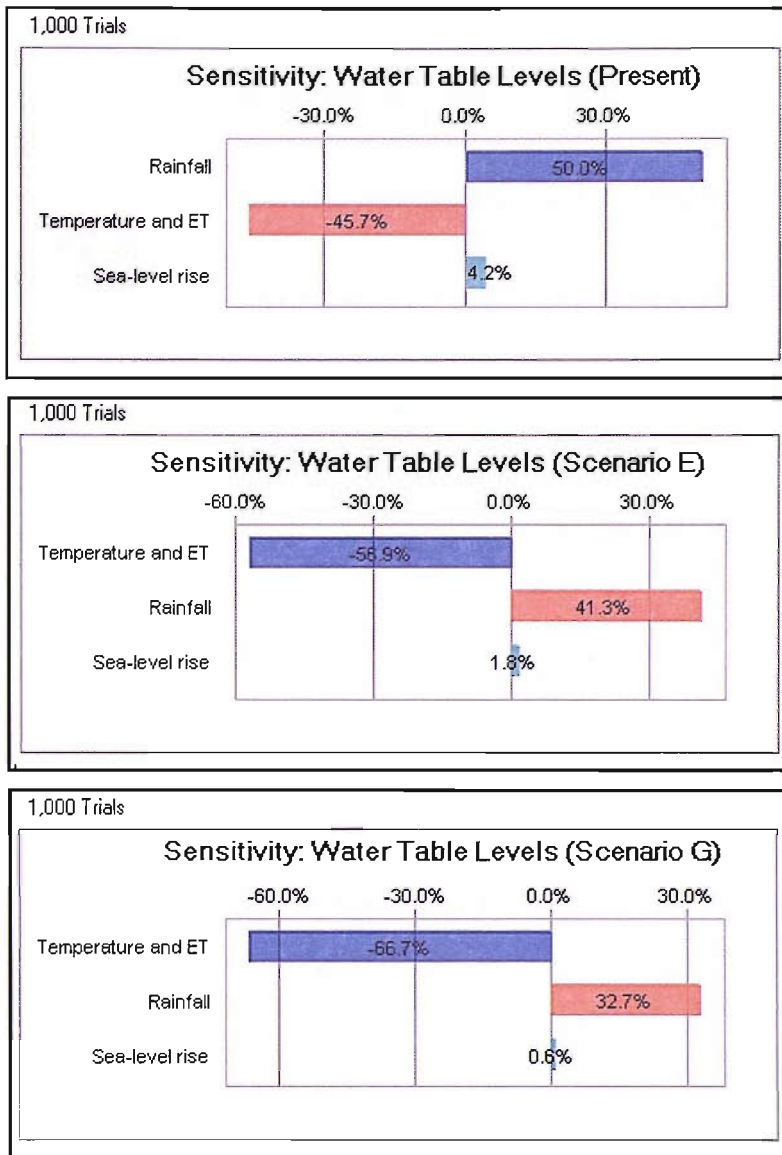 1,000 Trials
Sensitivity: Water Table Levels (Present)
-30.0% 0.0% 30.0%
Rainfall 50.0%
Temperature and ET -45.7%
Sea-level rise 4.2%
1,000 Trials
Sensitivity: Water Table Levels (Scenario E)
-60.0% -30.0% 0.0% 30.0%
Temperature and ET -56.9%
Rainfall 41.3%
Sea-level rise 1.8%
1,000 Trials
Sensitivity: Water Table Levels (Scenario G)
-60.0% -30.0% 0.0% 30.0%
Temperature and ET -66.7%
Rainfall 32.7%
Sea-level rise 0.6%